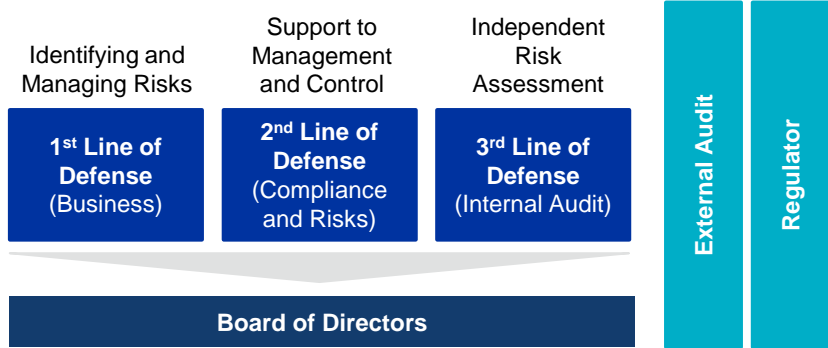 Identifying and
Managing Risks
Support to
Management
and Control
Independent
Risk
Assessment
1st Line of
Defense
(Business)
2nd Line of
Defense
(Compliance
and Risks)
3rd Line of
Defense
(Internal Audit)
Board of Directors
External Audit
Regulator